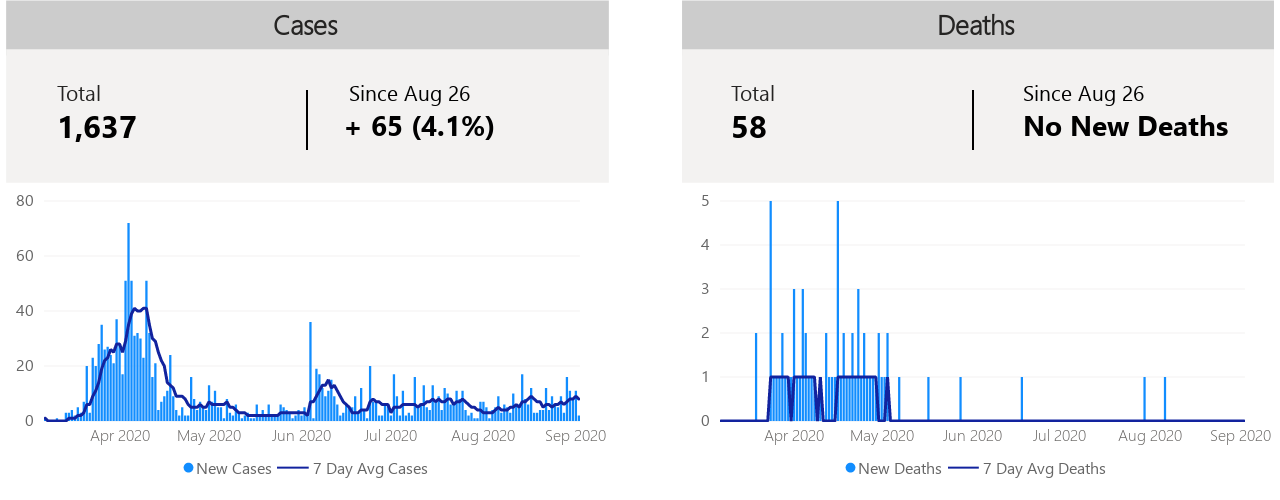 Cases
Total
1,637
Since Aug 26
+ 65 (4.1%)
80
60
40
20
0
Apr 2020 May 2020 Jun 2020 Jul 2020 Aug 2020 Sep 2020
New Cases 7 Day Avg Cases
Deaths
Total
58
Since Aug 26
No New Deaths
5
4
3
2
1
0
Apr 2020 May 2020 Jun 2020 Jul 2020 Aug 2020 Sep 2020
New Deaths 7 Day Avg Deaths